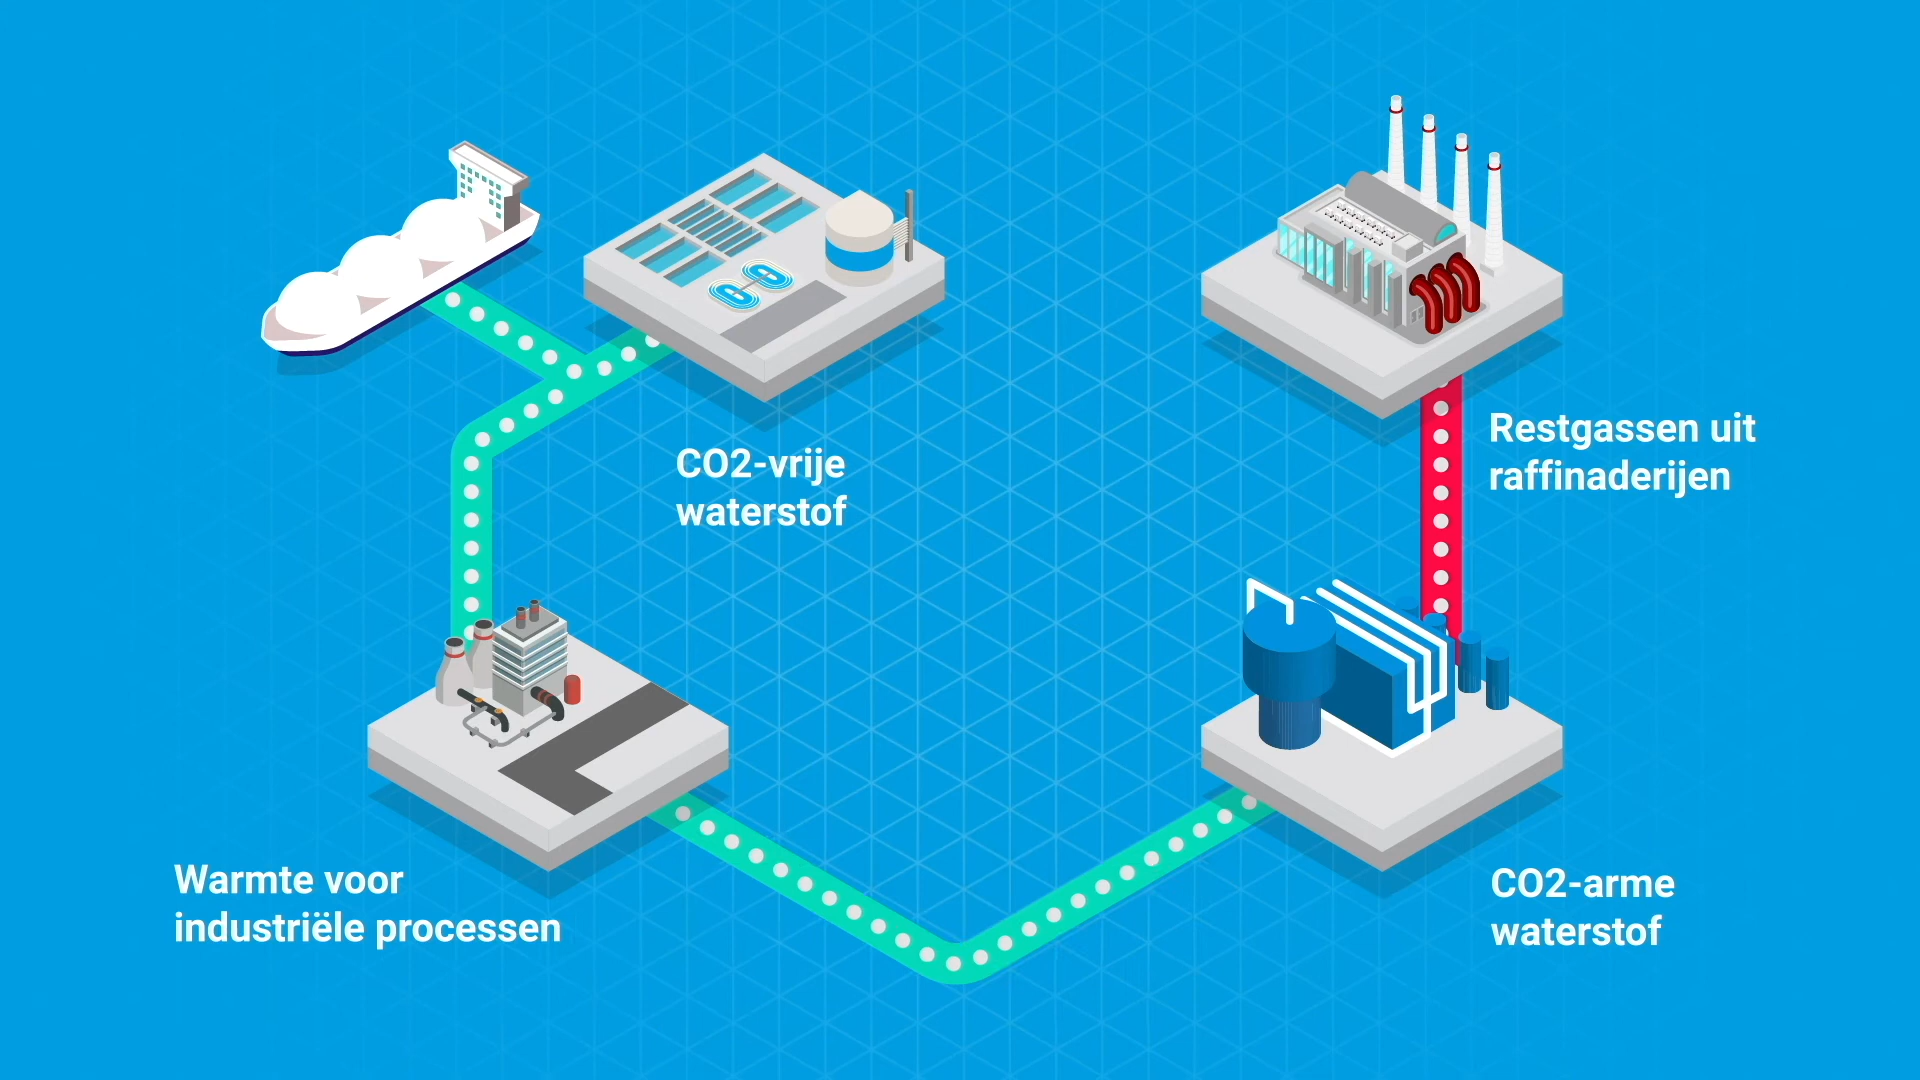 CO2-vrije
waterstof
Restgassen uit
raffinaderijen
Warmte voor
industriële processen
CO2-arme
waterstof